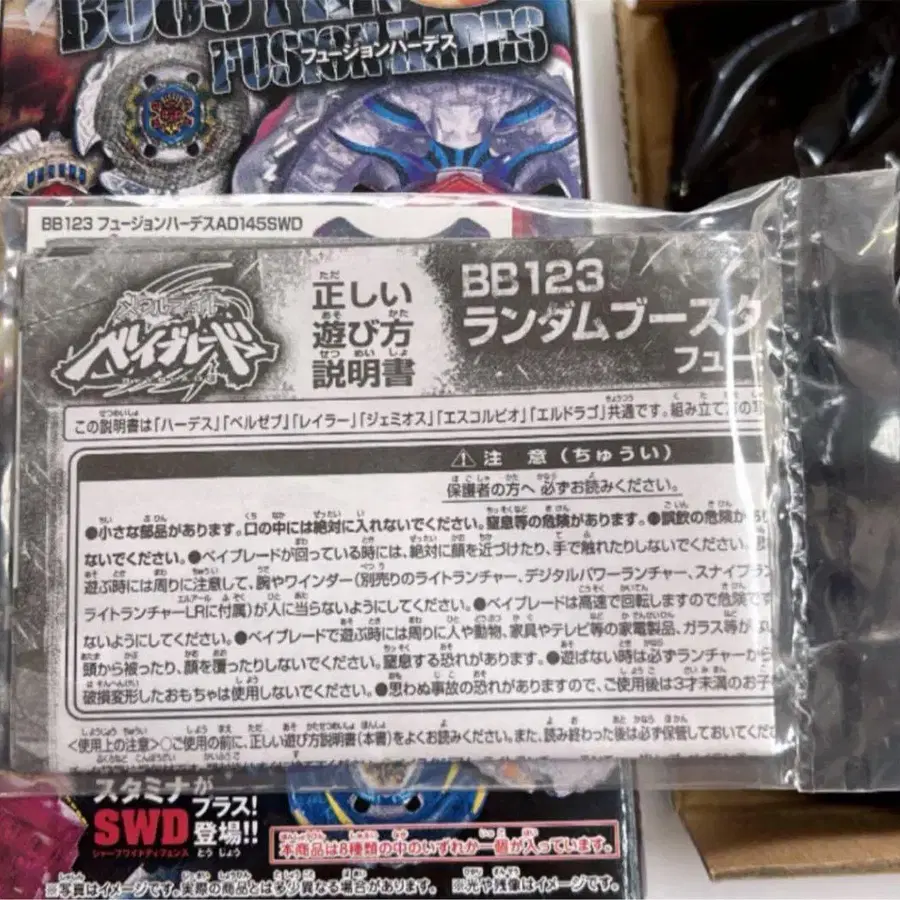 BOOSTER
FUSION HADES
フュージョンハーデス
BB123 フュージョンハーデスAD145SWD
メタルファイト
ベイブレード
正しい
遊び方
説明書
BB123
ランダムブースタ
フュー
この説明書は「ハーデス」「ベルゼブ」「レイラー」「ジェミオス」「エスコルピオ」「エルドラゴ」共通です。組み立て方の
⚠ 注 意(ちゅうい)
保護者の方へ 必ずお読みください。
●小さな部品があります。口の中には絶対に入れないでください。窒息等の危険があります。●誤飲の危険が
ないでください。●ベイブレードが回っている時には、絶対に顔を近づけたり、手で触れたりしないでください。
遊ぶ時には周りに注意して、腕やワインダー(別売りのライトランチャー、デジタルパワーランチャー、スナイプラン
ライトランチャーLRに付属)が人に当らないようにしてください。●ベイブレードは高速で回転しますので危険です
ないようにしてください。●ベイブレードで遊ぶ時には周りに人や動物、家具やテレビ等の家電製品、ガラス等が
頭から被ったり、顔を覆ったりしないでください。窒息する恐れがあります。●遊ばない時は必ずランチャーから
破損変形したおもちゃは使用しないでください。●思わぬ事故の恐れがありますので、ご使用後は3才未満のお子
<使用上の注意>○ご使用の前に、正しい遊び方説明書(本書)をよくお読みください。また、読み終わった後は必ず保管しておいてくだ
スタミナが
プラス!
SWD
登場!!
シャープワイドディフェンス
本商品は8種類の中のいずれか一個が入っています。
※写真はイメージです。実際の商品とは多少異なる場合があります。 ※光や残像はイメージです。